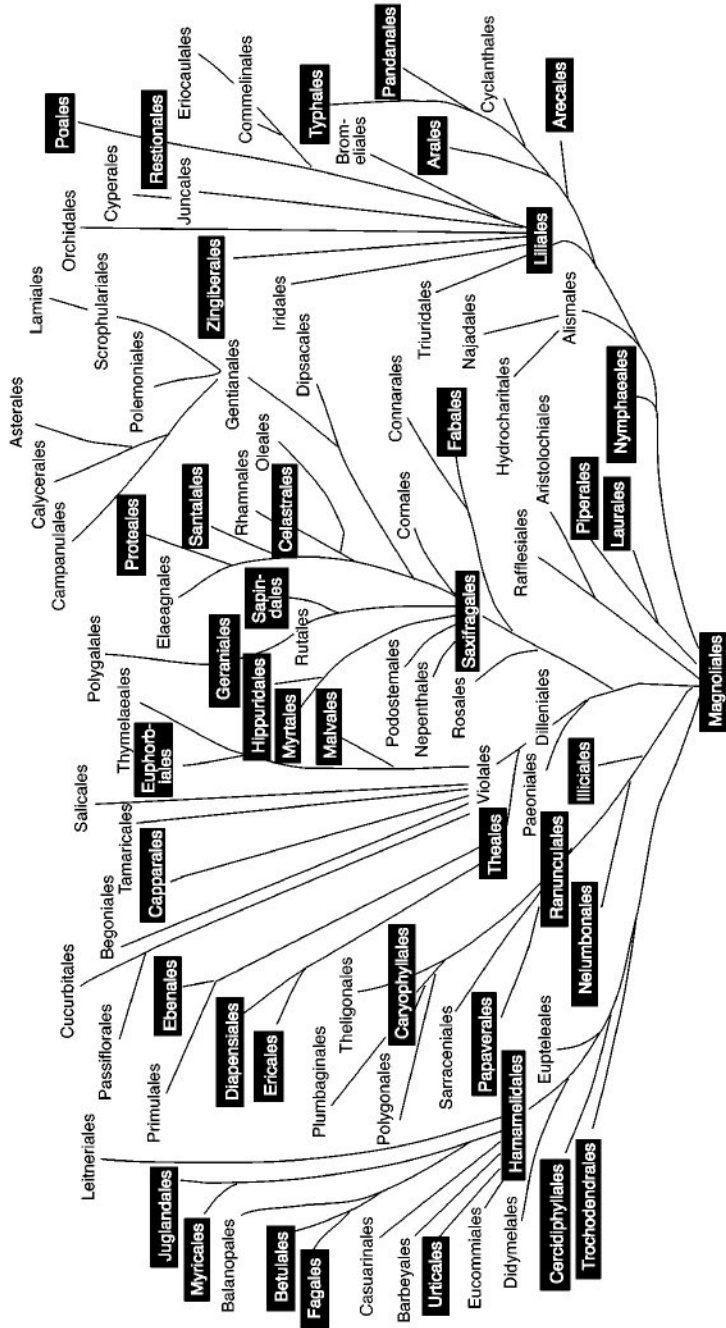 Leitneriales
Juglandales
Myricales
Balanopales
Betulales
Fagales
Casuarinales
Barbeyales
Urticales
Eucommiales
Didymelales
Cercidiphyllales
Trochodendrales
Hamamelidales
Eupteleales
Cucurbitales
Passifloriales
Primulales
Ebenales
Diapensiales
Ericales
Theligonales
Plumbaginales
Polygonales
Caryophyllales
Sarraceniales
Papaverales
Ranunculales
Nelumbonales
Illiciales
Begoniales
Tamaricales
Capparales
Salicales
Violales
Theales
Paeoniales
Dilleniales
Polygalales
Thymelaeales
Euphorb-
iales
Geraniales
Hippuridales
Myrtales
Malvales
Podostemales
Nepenthales
Rosales
Saxifragales
Elaeagnales
Proteales
Santalales
Rhamnales
Oleales
Celastrales
Sapin-
dales
Rutales
Cornales
Connarales
Fabales
Campanulales
Calycerales
Asterales
Polemoniales
Scrophulariales
Lamiales
Gentianales
Dipsacales
Orchidales
Zingiberales
Iridales
Triuridales
Najadales
Hydrocharitales
Alismales
Cyperales
Juncales
Poales
Restionales
Eriocaulales
Commelinales
Typhales
Brom-
eliales
Pandanales
Arales
Cyclanthales
Arecales
Liliales
Nymphaeales
Aristolochiales
Rafflesiales
Piperales
Laurales
Magnoliales